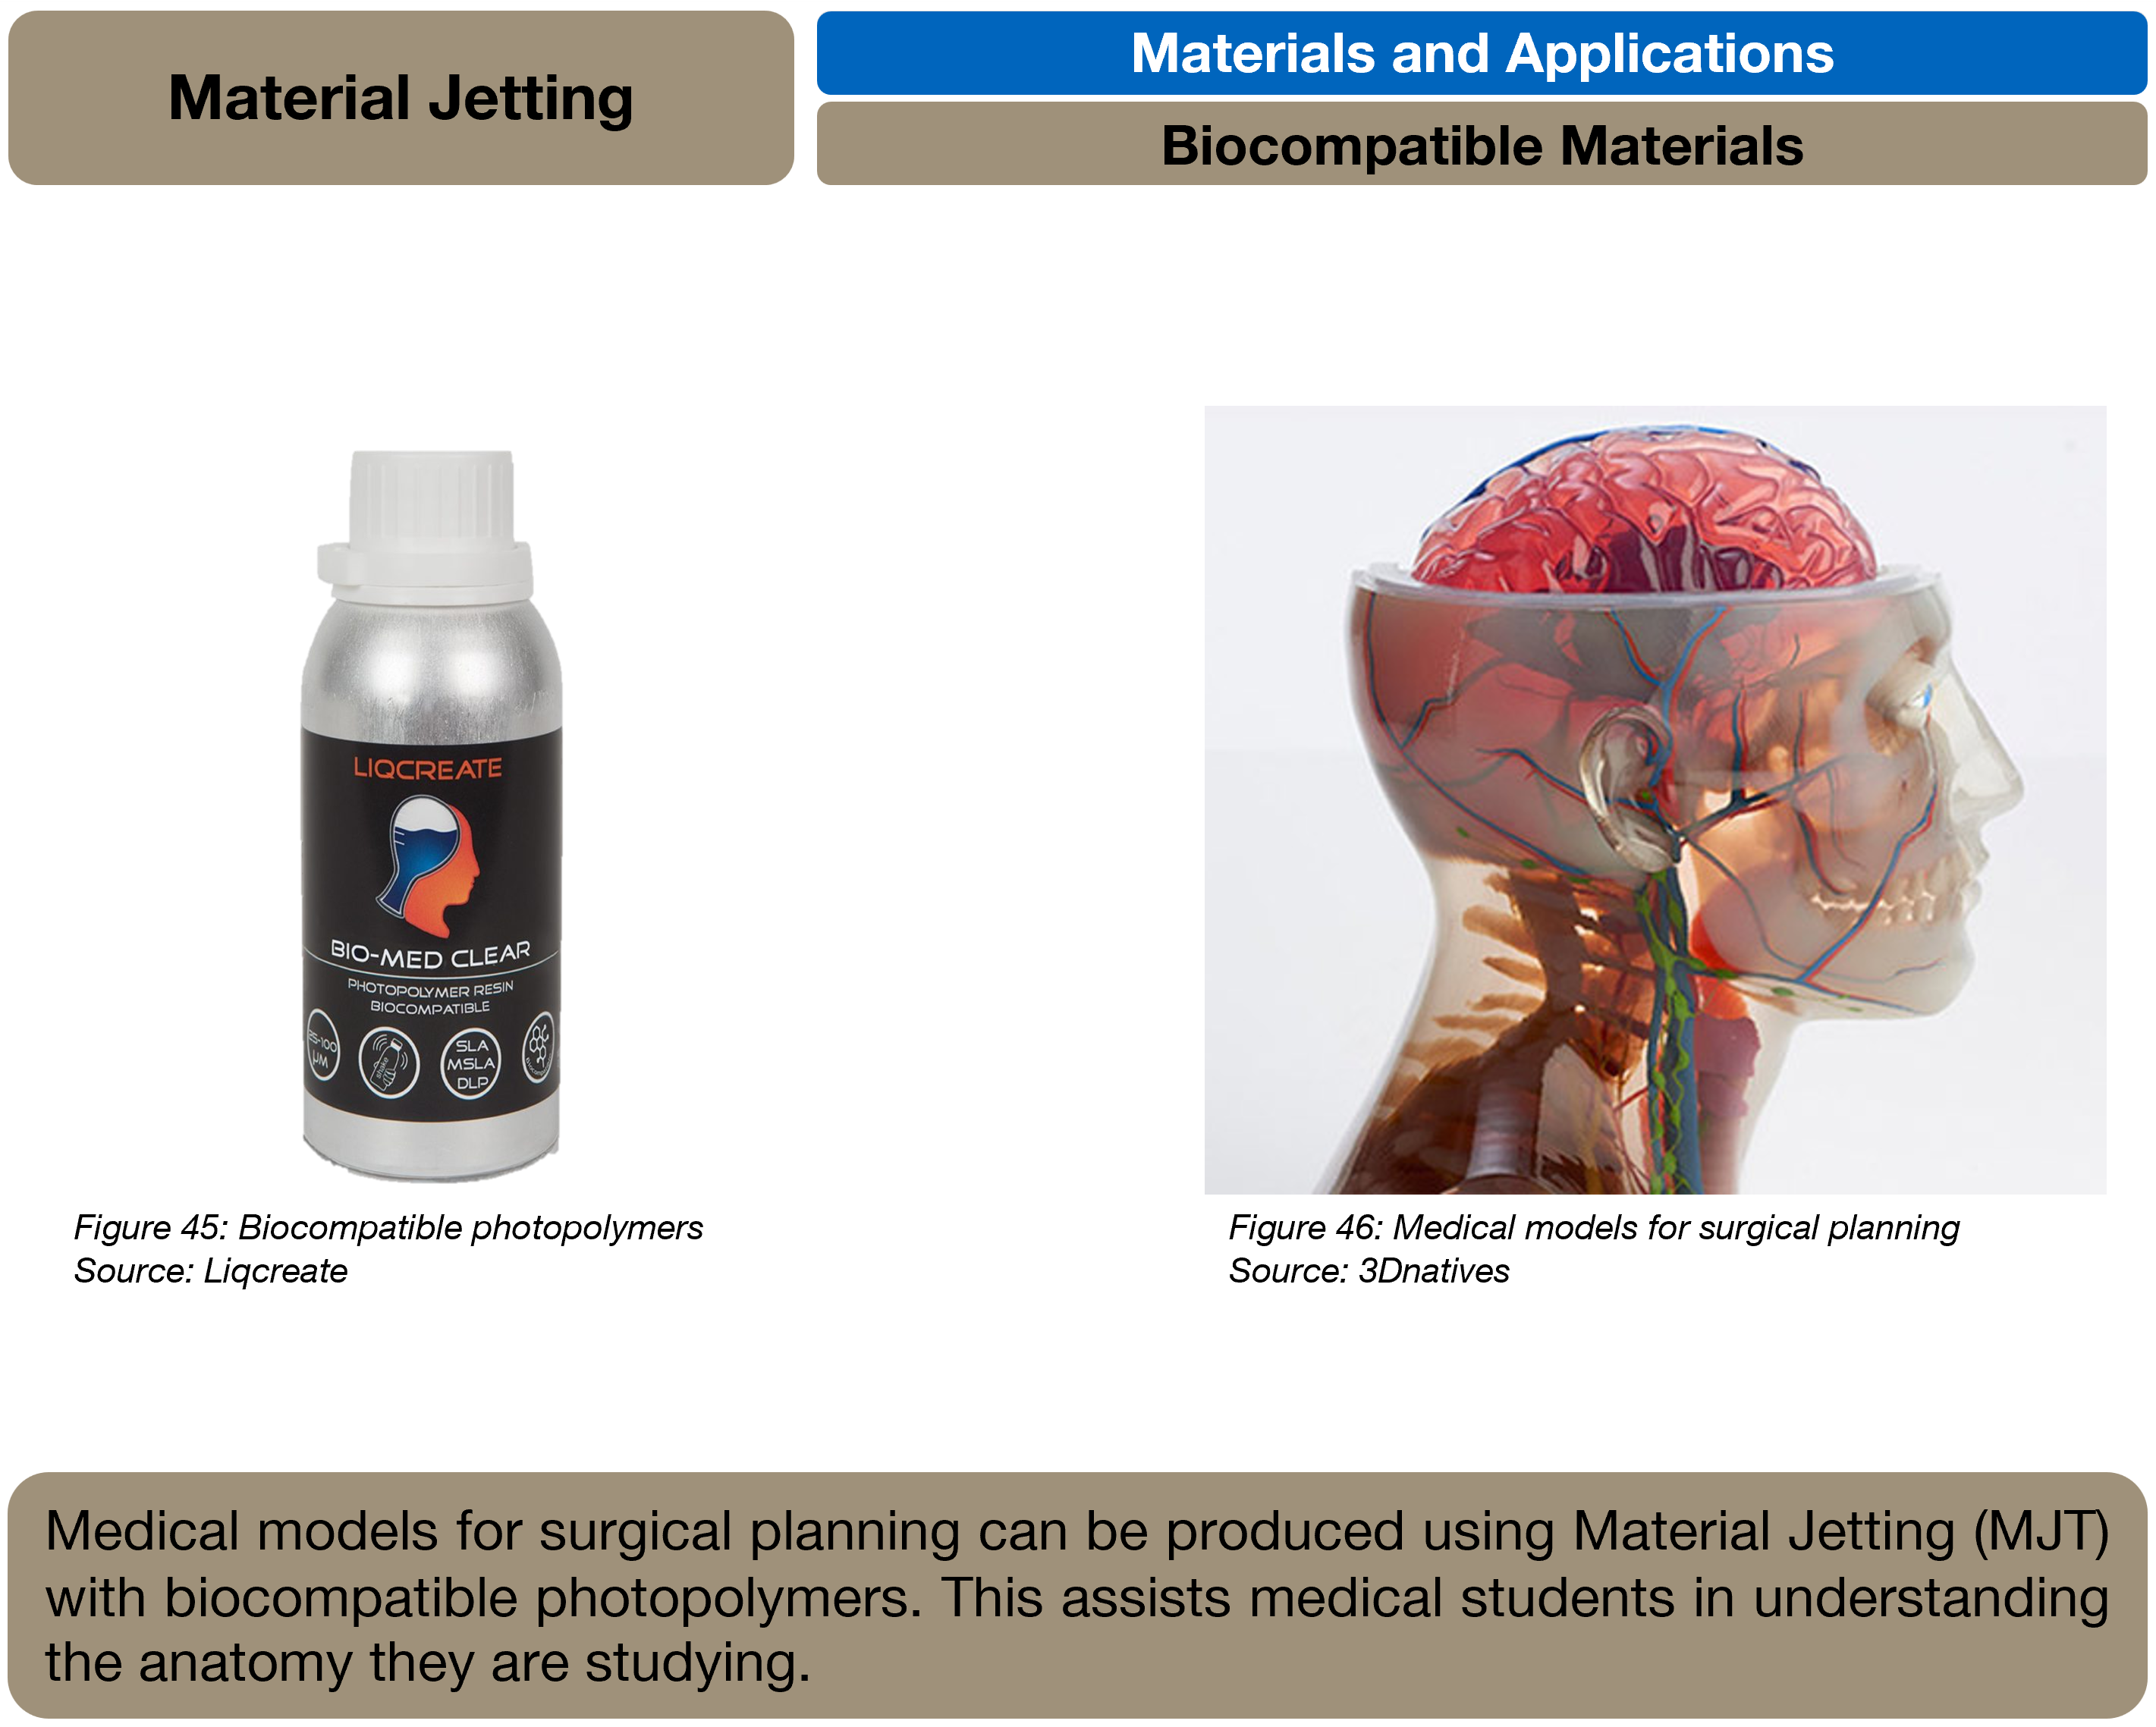 Material Jetting
Materials and Applications
Biocompatible Materials
LIQCREATE
BIO-MED CLEAR
PHOTOPOLYMER RESIN
BIOCOMPATIBLE
25-100
µM
shake
SLA
MSLA
DLP
Figure 45: Biocompatible photopolymers
Source: Liqcreate
Figure 46: Medical models for surgical planning
Source: 3Dnatives
Medical models for surgical planning can be produced using Material Jetting (MJT)
with biocompatible photopolymers. This assists medical students in understanding
the anatomy they are studying.